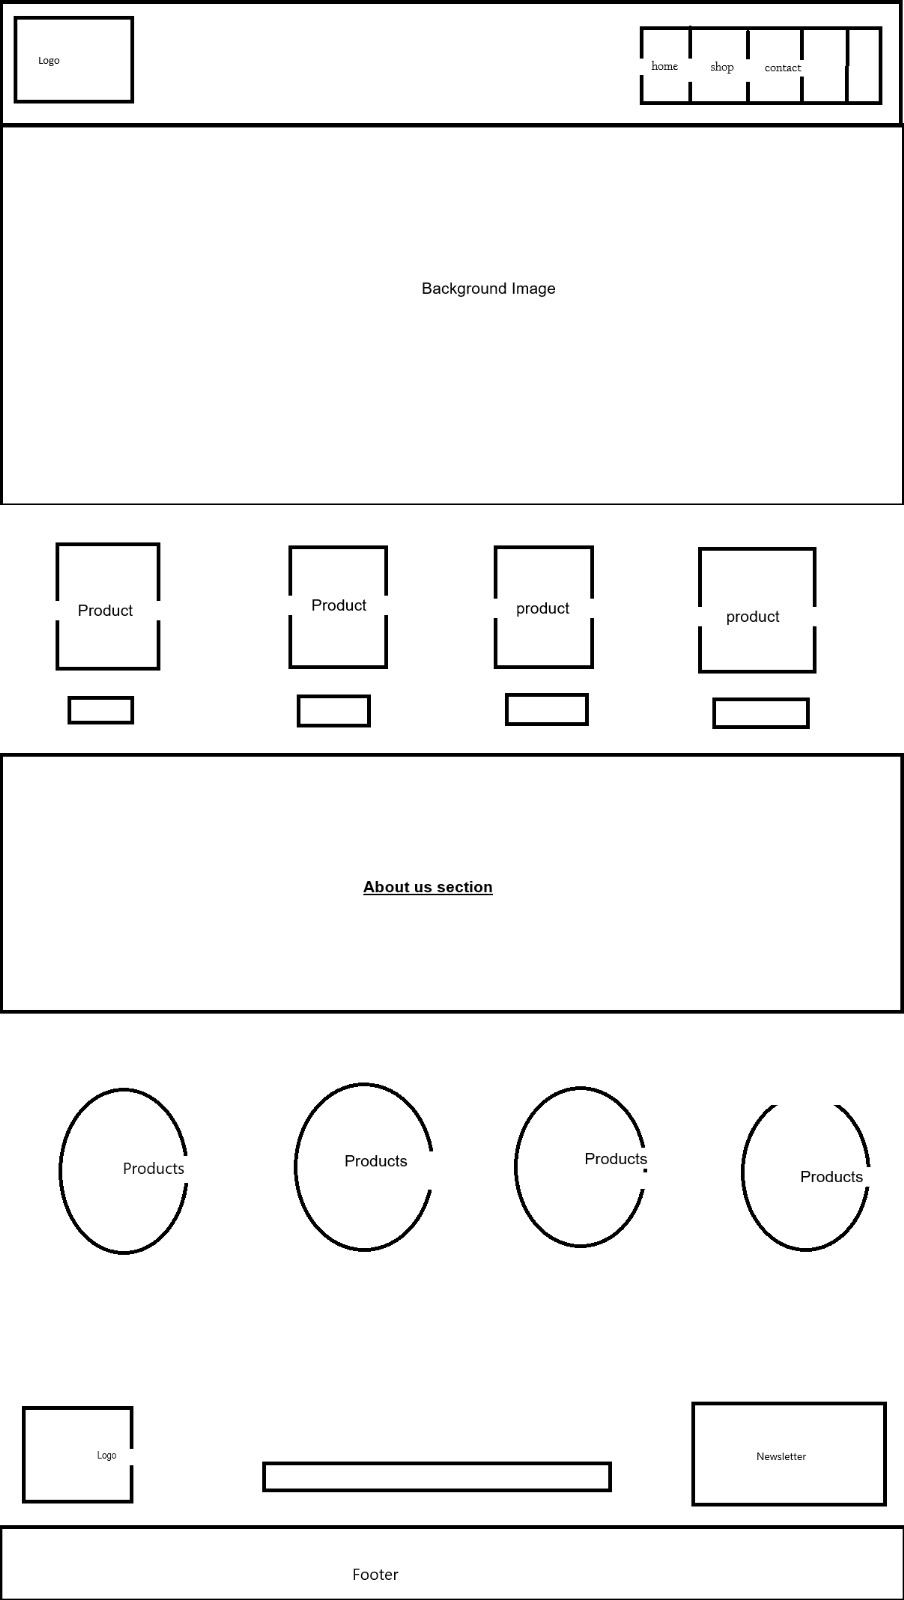 Logo
home
shop
contact
Background Image
Product
Product
product
product
About us section
Products
Products
Products
Products
Logo
Newsletter
Footer